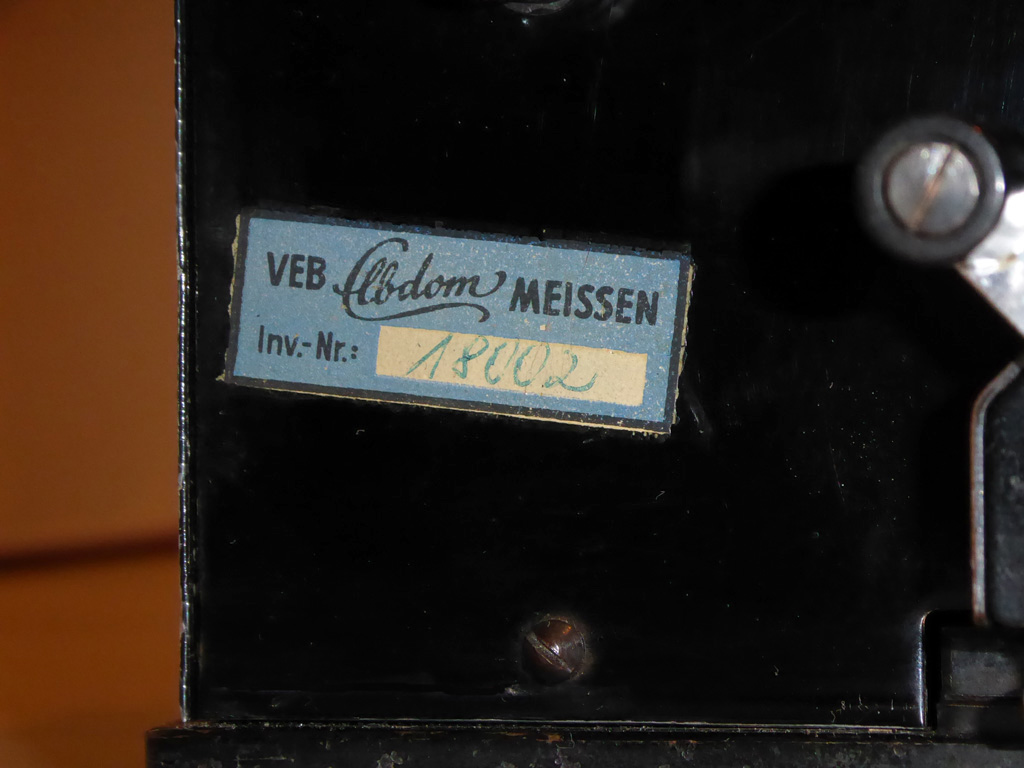 VEB Elbdom MEISSEN
Inv.-Nr.: 18002